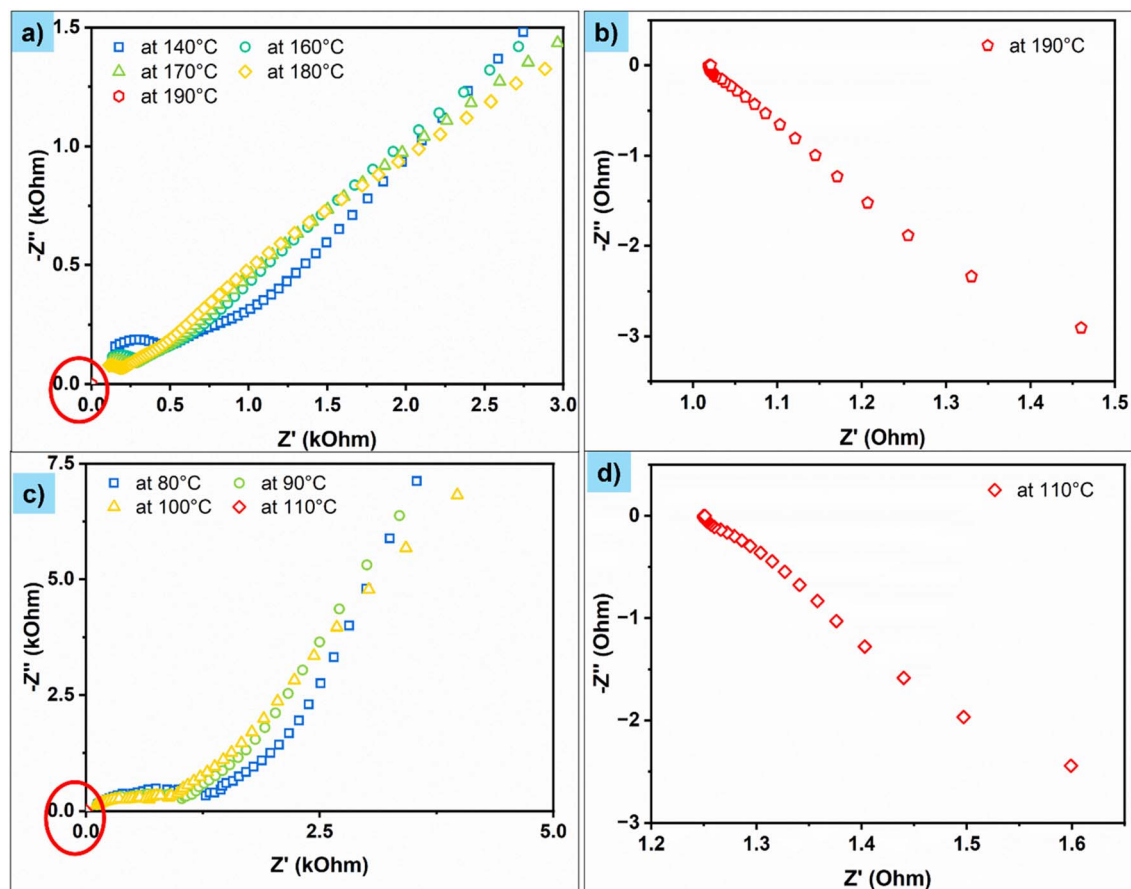 a)
at 140°C
at 160°C
at 170°C
at 180°C
at 190°C
1.5
1.0
0.5
0.0
-Z'' (kOhm)
0.0 0.5 1.0 1.5 2.0 2.5 3.0
Z' (kOhm)
b)
at 190°C
0
−1
−2
−3
-Z'' (Ohm)
1.0 1.1 1.2 1.3 1.4 1.5
Z' (Ohm)
c)
at 80°C
at 90°C
at 100°C
at 110°C
7.5
5.0
2.5
0.0
-Z'' (kOhm)
0.0 2.5 5.0
Z' (kOhm)
d)
at 110°C
0
−1
−2
−3
-Z'' (Ohm)
1.2 1.3 1.4 1.5 1.6
Z' (Ohm)